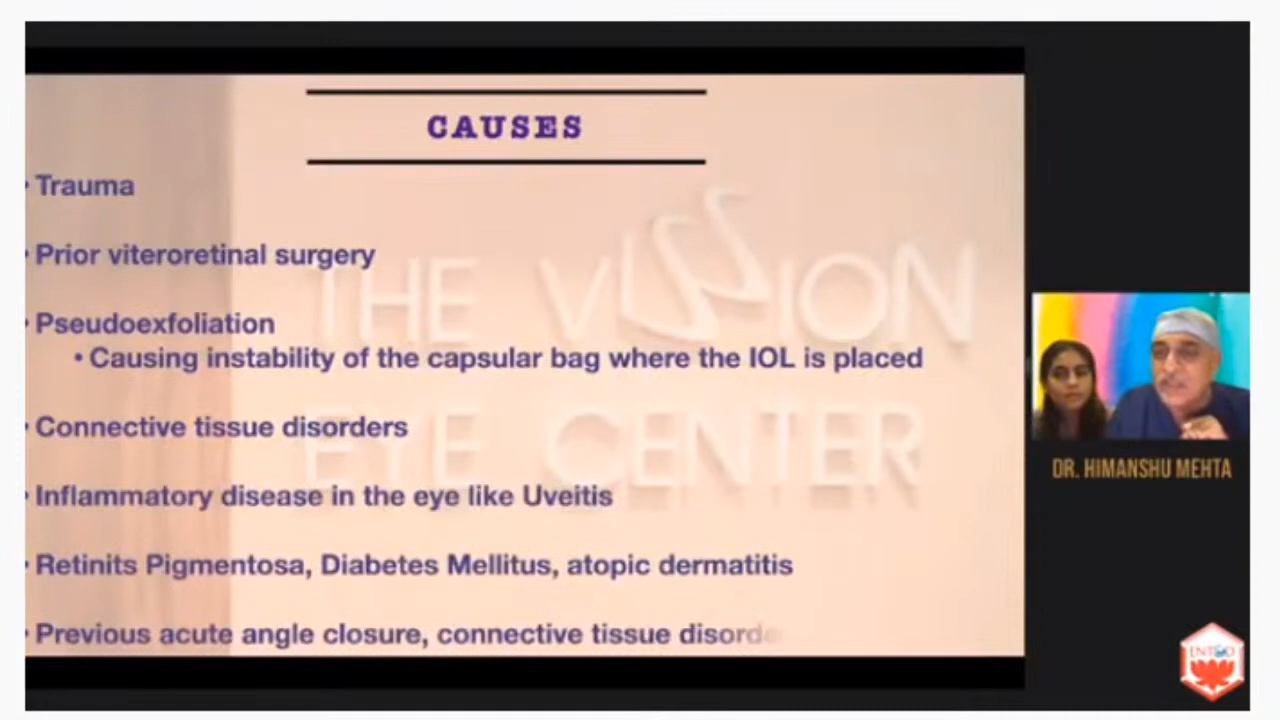 CAUSES
• Trauma
• Prior viteroretinal surgery
• Pseudoexfoliation
• Causing instability of the capsular bag where the IOL is placed
• Connective tissue disorders
• Inflammatory disease in the eye like Uveitis
• Retinits Pigmentosa, Diabetes Mellitus, atopic dermatitis
• Previous acute angle closure, connective tissue disorde
THE VISION
EYE CENTER
DR. HIMANSHU MEHTA